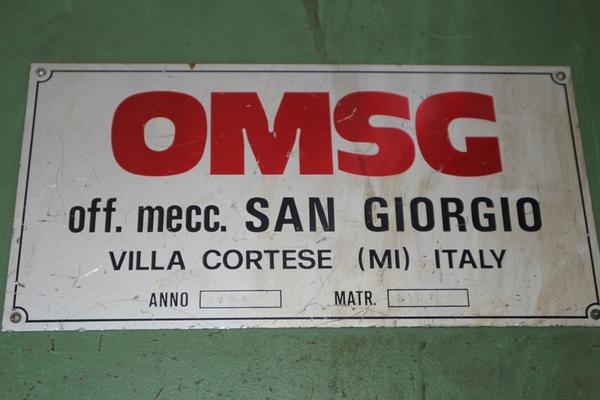 OMSG
off. mecc. SAN GIORGIO
VILLA CORTESE (MI) ITALY
ANNO MATR.